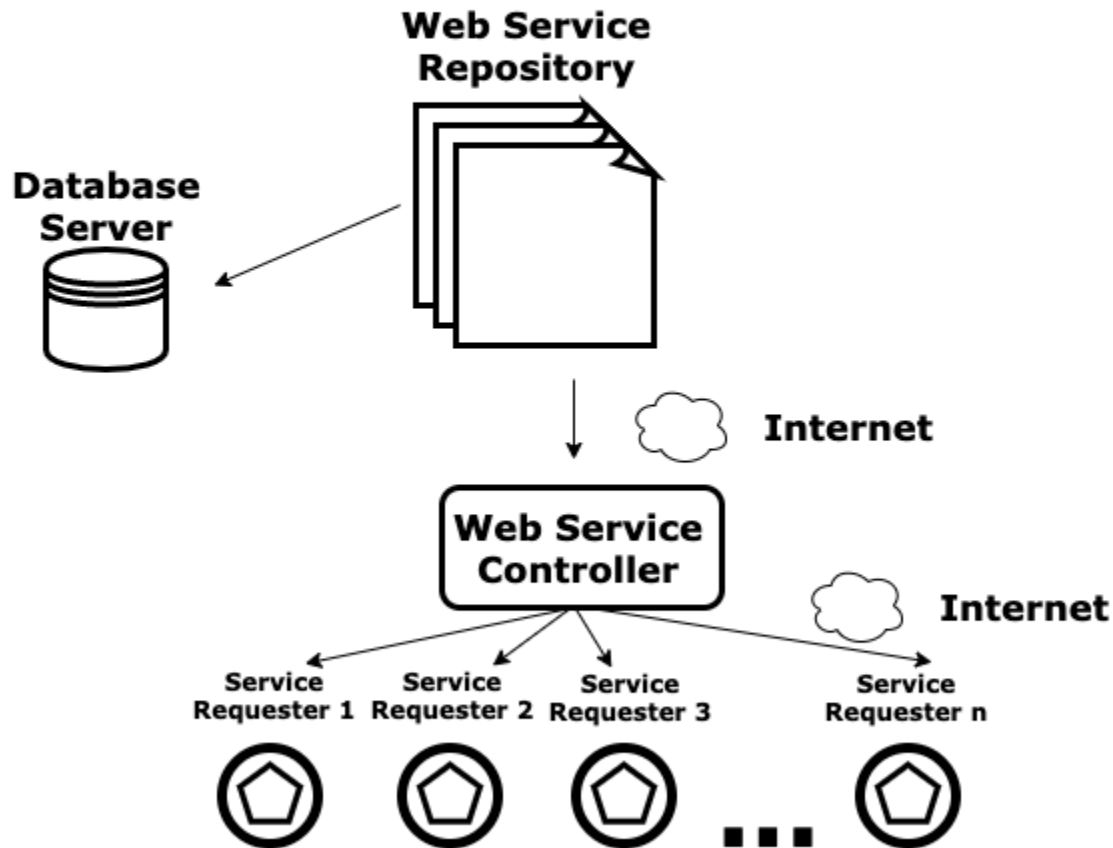 Web Service
Repository
Database
Server
Internet
Web Service
Controller
Internet
Service
Requester 1
Service
Requester 2
Service
Requester 3
Service
Requester n